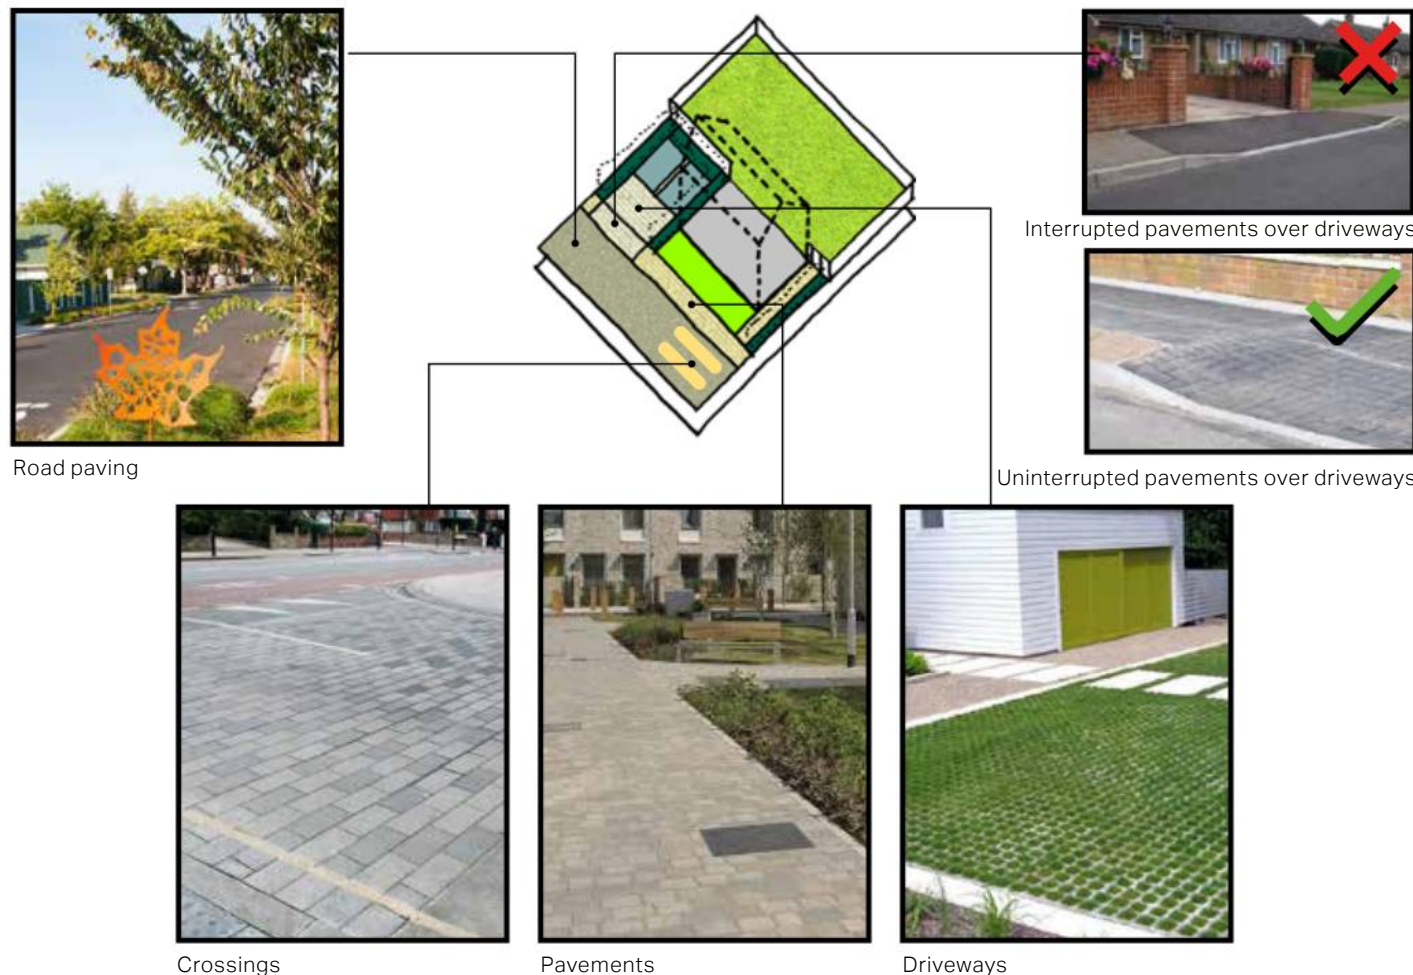 Interrupted pavements over driveways
Road paving
Uninterrupted pavements over driveways
Crossings
Pavements
Driveways